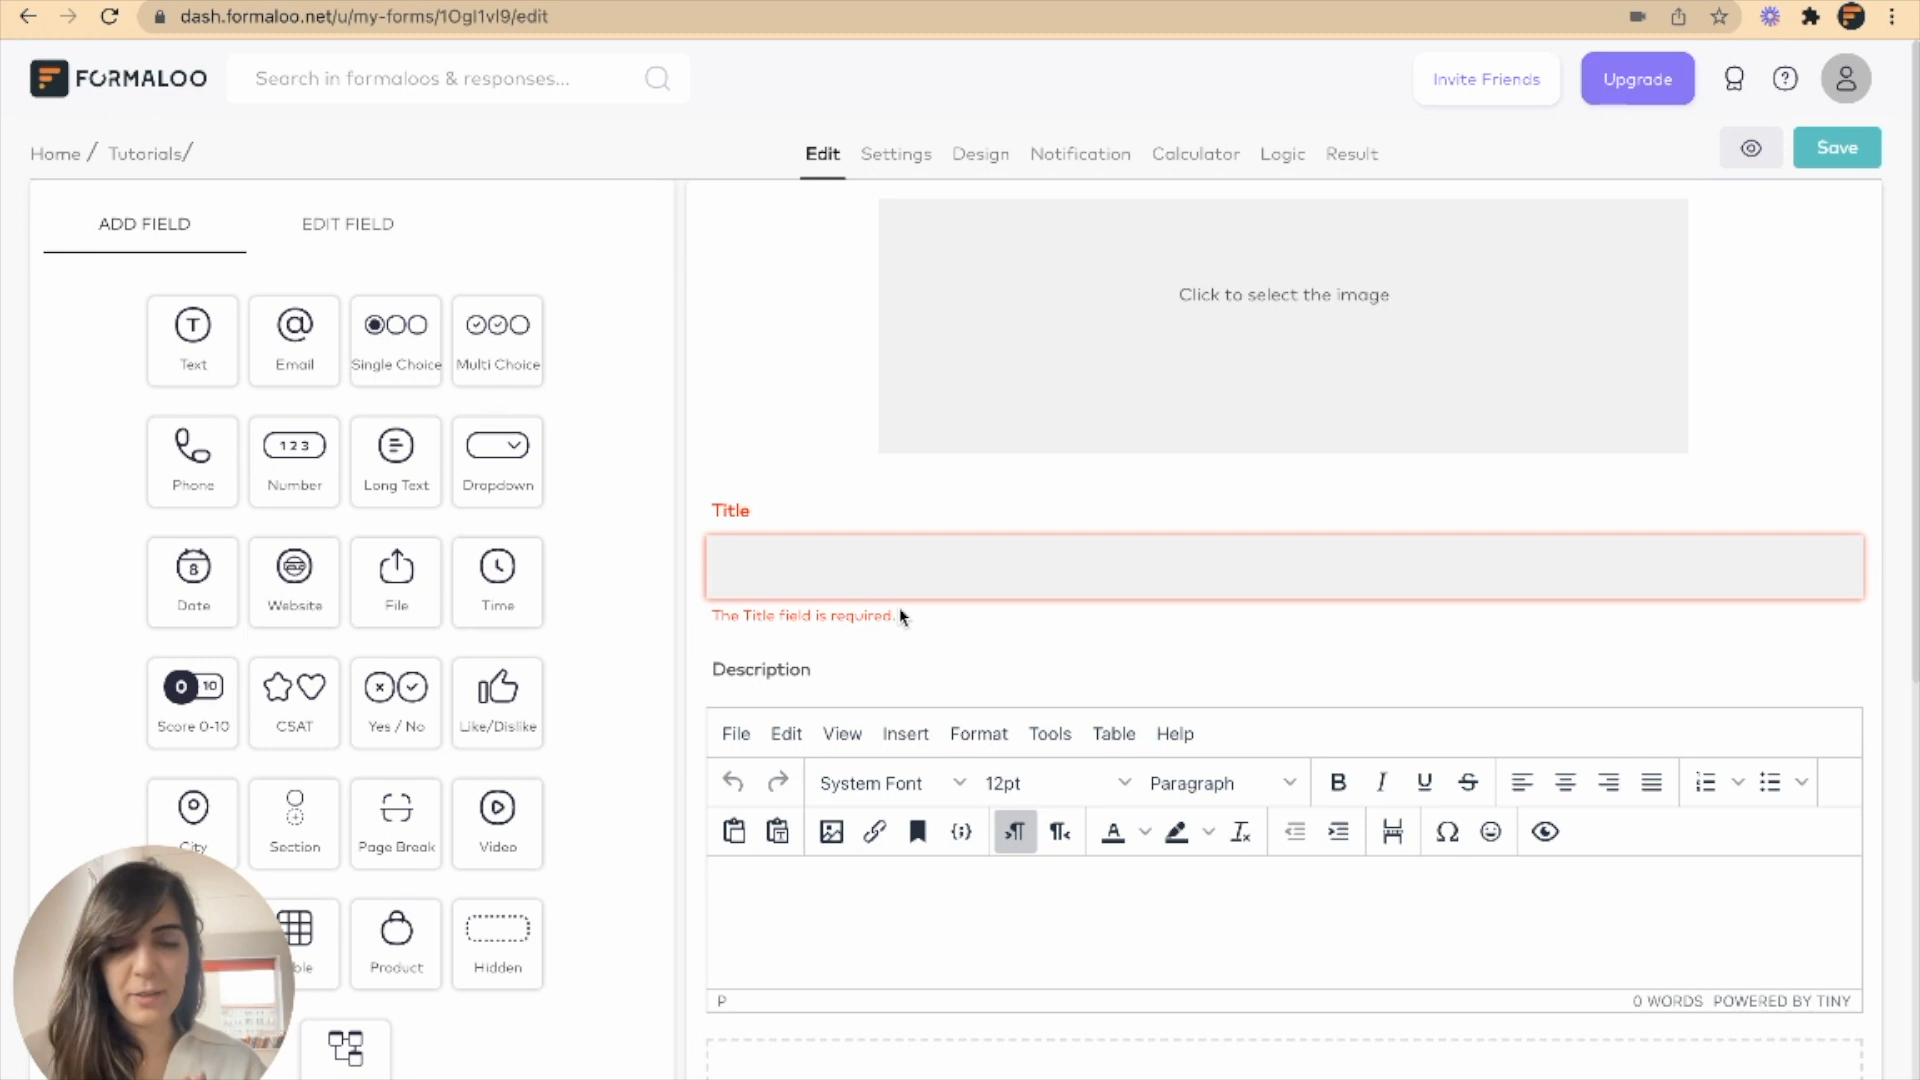 dash.formaloo.net/u/my-forms/1Ogl1vl9/edit
FORMALOO
Search in formaloos & responses...
Invite Friends
Upgrade
Home / Tutorials/
Edit Settings Design Notification Calculator Logic Result
Save
ADD FIELD
EDIT FIELD
T
Text
@
Email
Single Choice
Multi Choice
Phone
1 2 3
Number
Long Text
Dropdown
8
Date
Website
File
Time
0 10
Score 0-10
CSAT
Yes / No
Like/Dislike
City
Section
Page Break
Video
ble
Product
Hidden
Click to select the image
Title
The Title field is required.
Description
File Edit View Insert Format Tools Table Help
System Font 12pt Paragraph B I U S
P
0 WORDS POWERED BY TINY